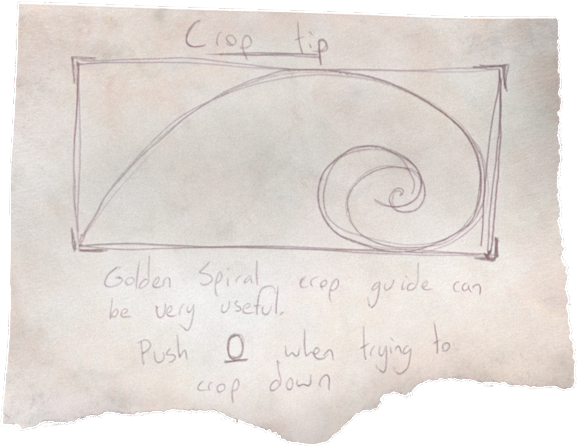 Crop tip
Golden Spiral crop guide can
be very useful.
Push O when trying to
crop down